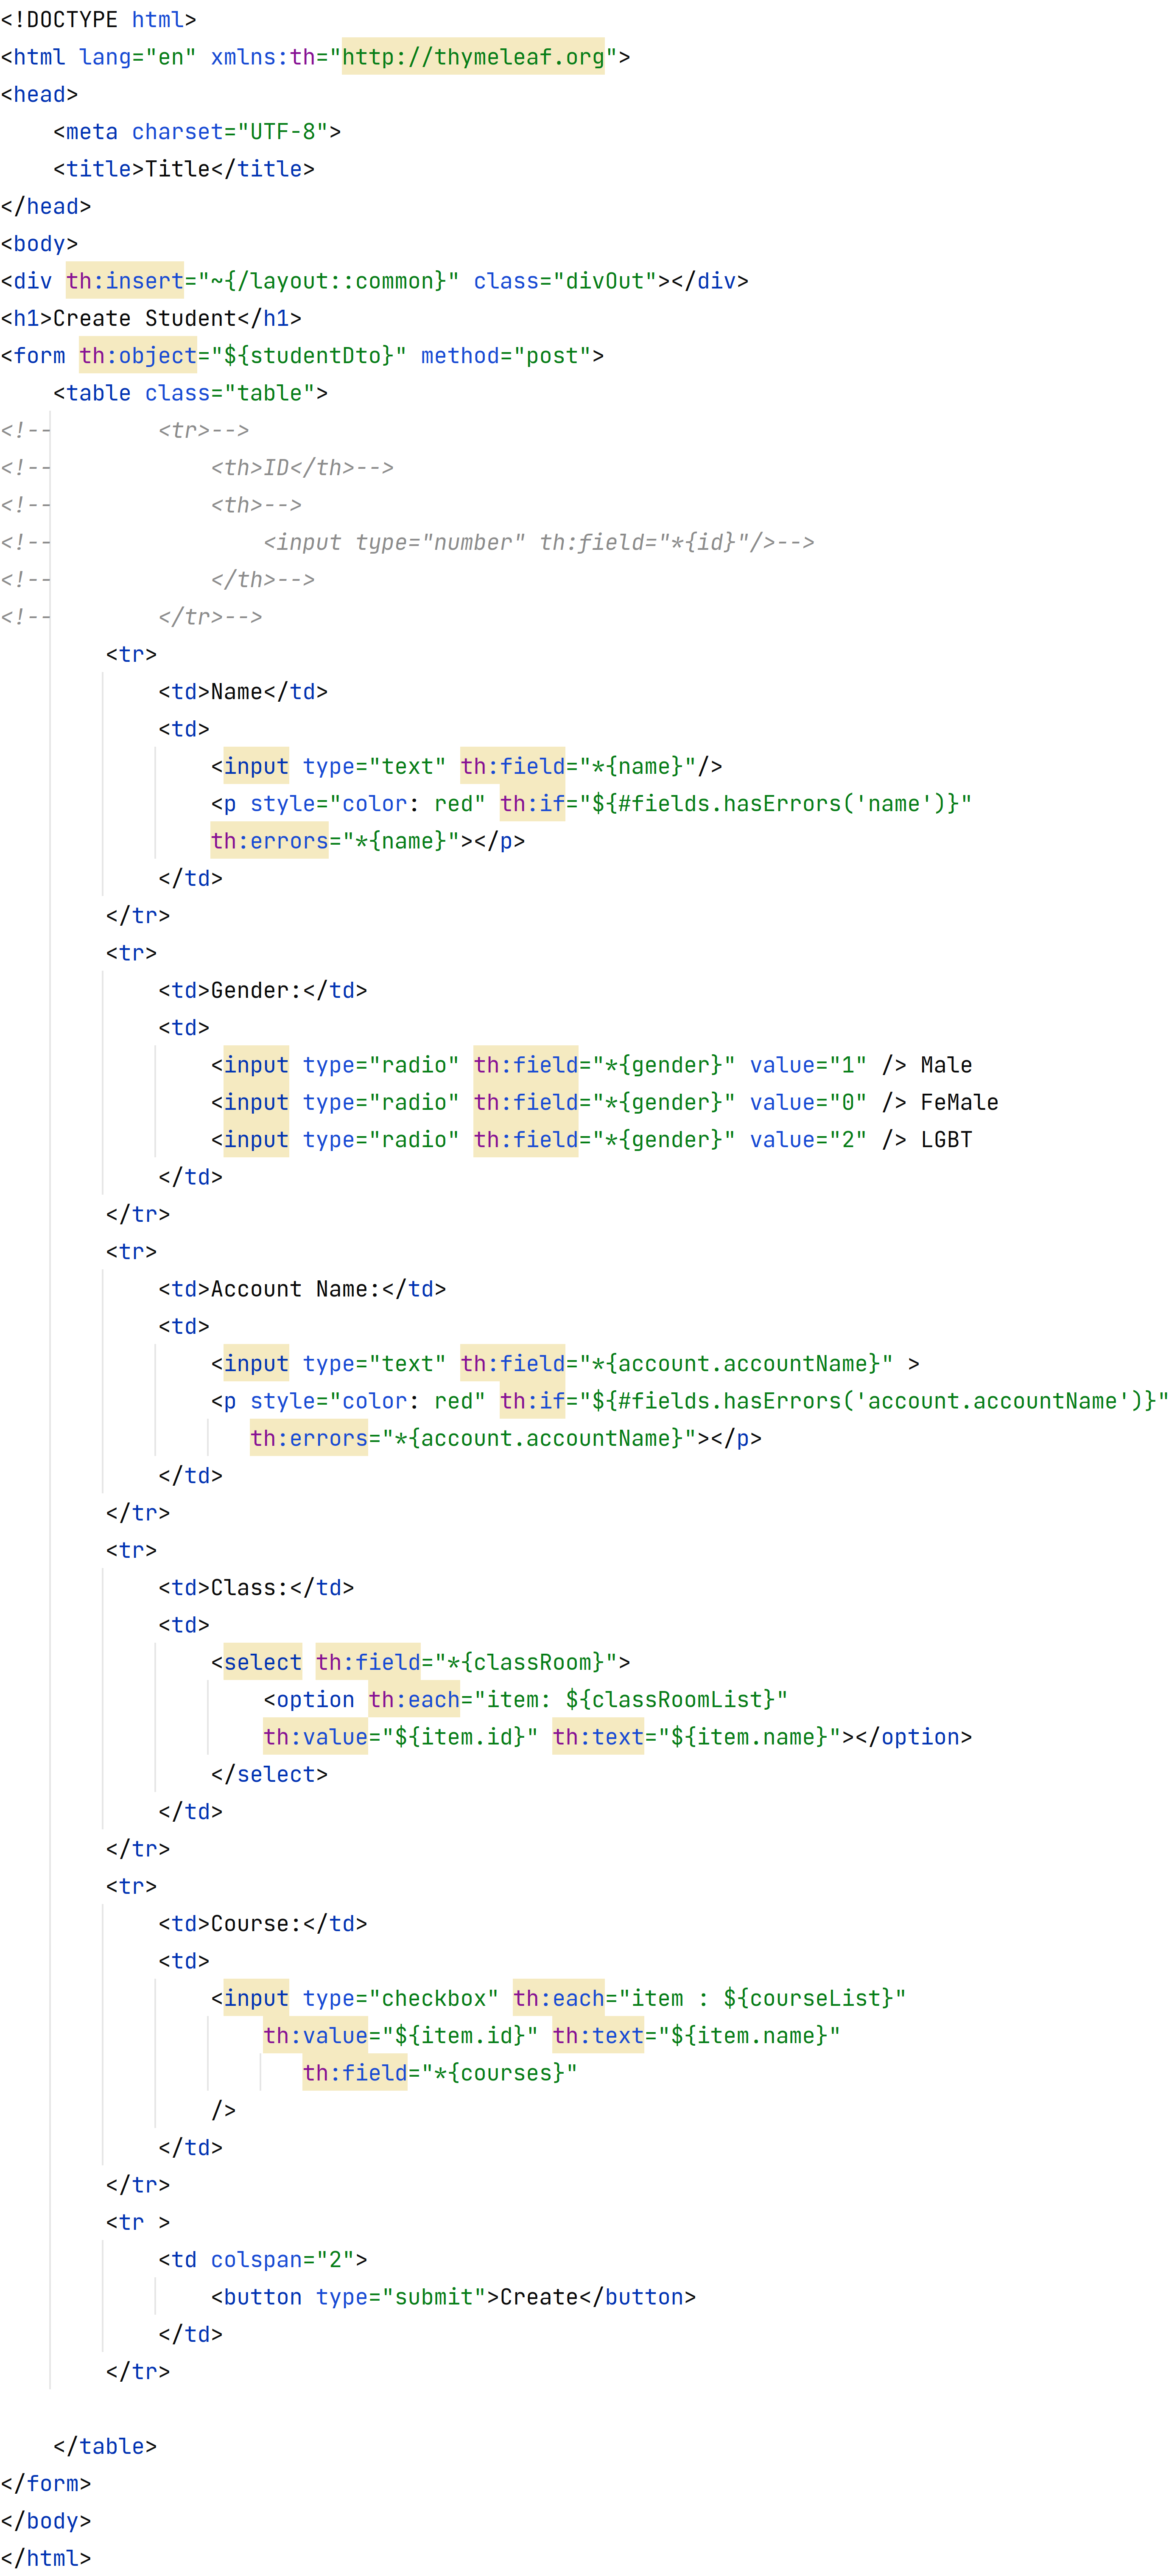 <!DOCTYPE html>
<html lang="en" xmlns:th="http://thymeleaf.org">
<head>
    <meta charset="UTF-8">
    <title>Title</title>
</head>
<body>
<div th:insert="~{/layout::common}" class="divOut"></div>
<h1>Create Student</h1>
<form th:object="${studentDto}" method="post">
    <table class="table">
<!--        <tr>-->
<!--            <th>ID</th>-->
<!--            <th>-->
<!--                <input type="number" th:field="*{id}"/>-->
<!--            </th>-->
<!--        </tr>-->
        <tr>
            <td>Name</td>
            <td>
                <input type="text" th:field="*{name}"/>
                <p style="color: red" th:if="${#fields.hasErrors('name')}"
                th:errors="*{name}"></p>
            </td>
        </tr>
        <tr>
            <td>Gender:</td>
            <td>
                <input type="radio" th:field="*{gender}" value="1" /> Male
                <input type="radio" th:field="*{gender}" value="0" /> FeMale
                <input type="radio" th:field="*{gender}" value="2" /> LGBT
            </td>
        </tr>
        <tr>
            <td>Account Name:</td>
            <td>
                <input type="text" th:field="*{account.accountName}" >
                <p style="color: red" th:if="${#fields.hasErrors('account.accountName')}"
                   th:errors="*{account.accountName}"></p>
            </td>
        </tr>
        <tr>
            <td>Class:</td>
            <td>
                <select th:field="*{classRoom}">
                    <option th:each="item: ${classRoomList}"
                    th:value="${item.id}" th:text="${item.name}"></option>
                </select>
            </td>
        </tr>
        <tr>
            <td>Course:</td>
            <td>
                <input type="checkbox" th:each="item : ${courseList}"
                    th:value="${item.id}" th:text="${item.name}"
                       th:field="*{courses}"
                />
            </td>
        </tr>
        <tr >
            <td colspan="2">
                <button type="submit">Create</button>
            </td>
        </tr>

    </table>
</form>
</body>
</html>